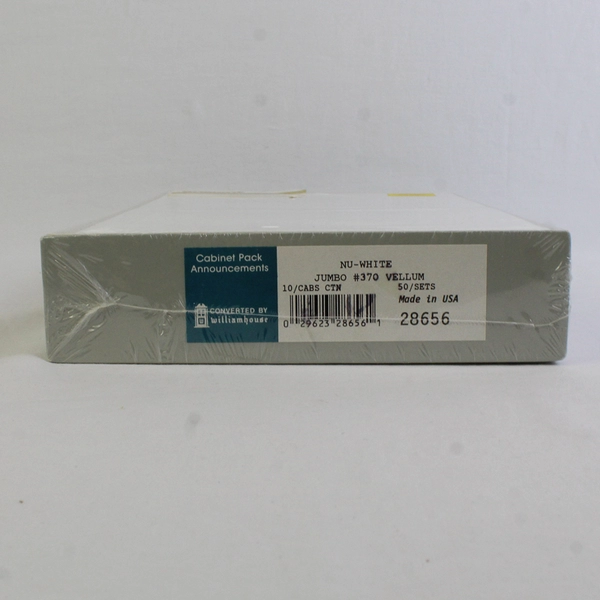 Cabinet Pack
Announcements
CONVERTED BY
williamhouse
NU-WHITE
JUMBO #370 VELLUM
10/CABS CTN 50/SETS
Made in USA
0 29623 28656 1
28656